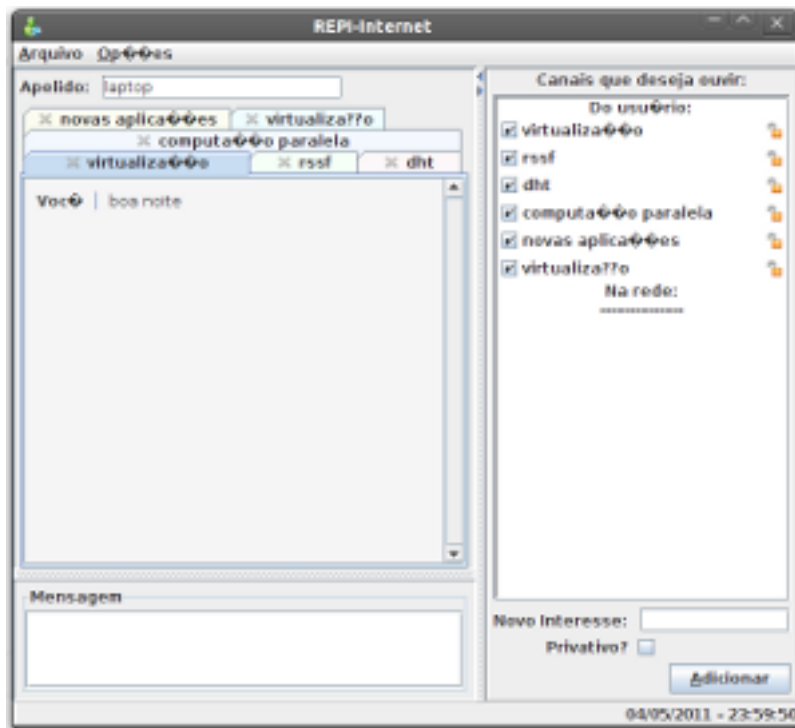 REPI-Internet
Arquivo Op��es
Apelido: laptop
novas aplica��es virtualiza??o
computa��o paralela
virtualiza��o rssf dht
Voc� boa noite
Mensagem
Canais que deseja ouvir:
Do usu�rio:
virtualiza��o
rssf
dht
computa��o paralela
novas aplica��es
virtualiza??o
Na rede:
---------------
Novo Interesse:
Privativo?
Adicionar
04/05/2011 - 23:59:50